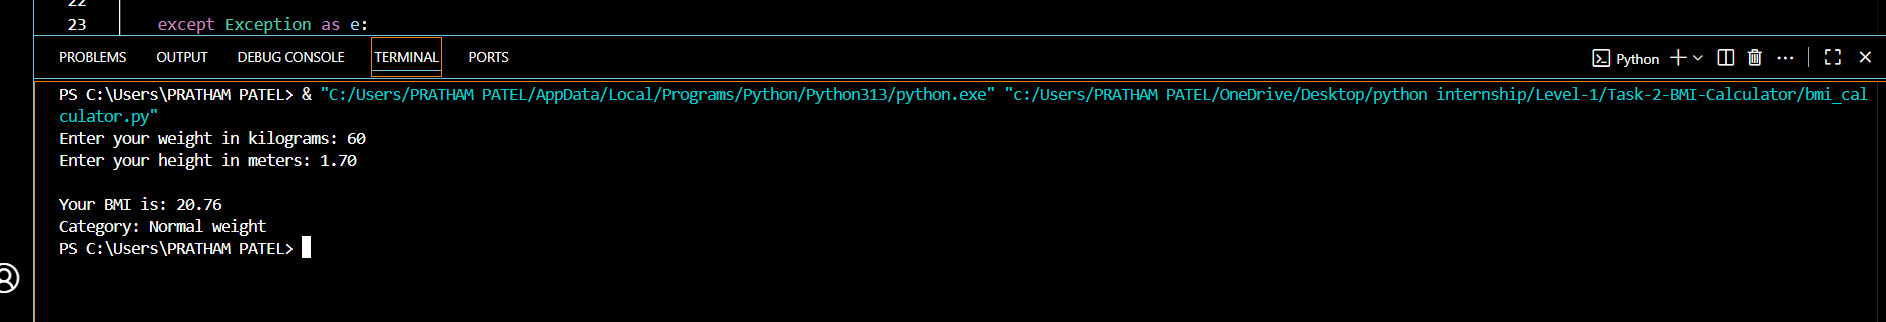 22
23 except Exception as e:
PROBLEMS OUTPUT DEBUG CONSOLE TERMINAL PORTS Python
PS C:\Users\PRATHAM PATEL> & "C:/Users/PRATHAM PATEL/AppData/Local/Programs/Python/Python313/python.exe" "c:/Users/PRATHAM PATEL/OneDrive/Desktop/python internship/Level-1/Task-2-BMI-Calculator/bmi_cal
culator.py"
Enter your weight in kilograms: 60
Enter your height in meters: 1.70
Your BMI is: 20.76
Category: Normal weight
PS C:\Users\PRATHAM PATEL>